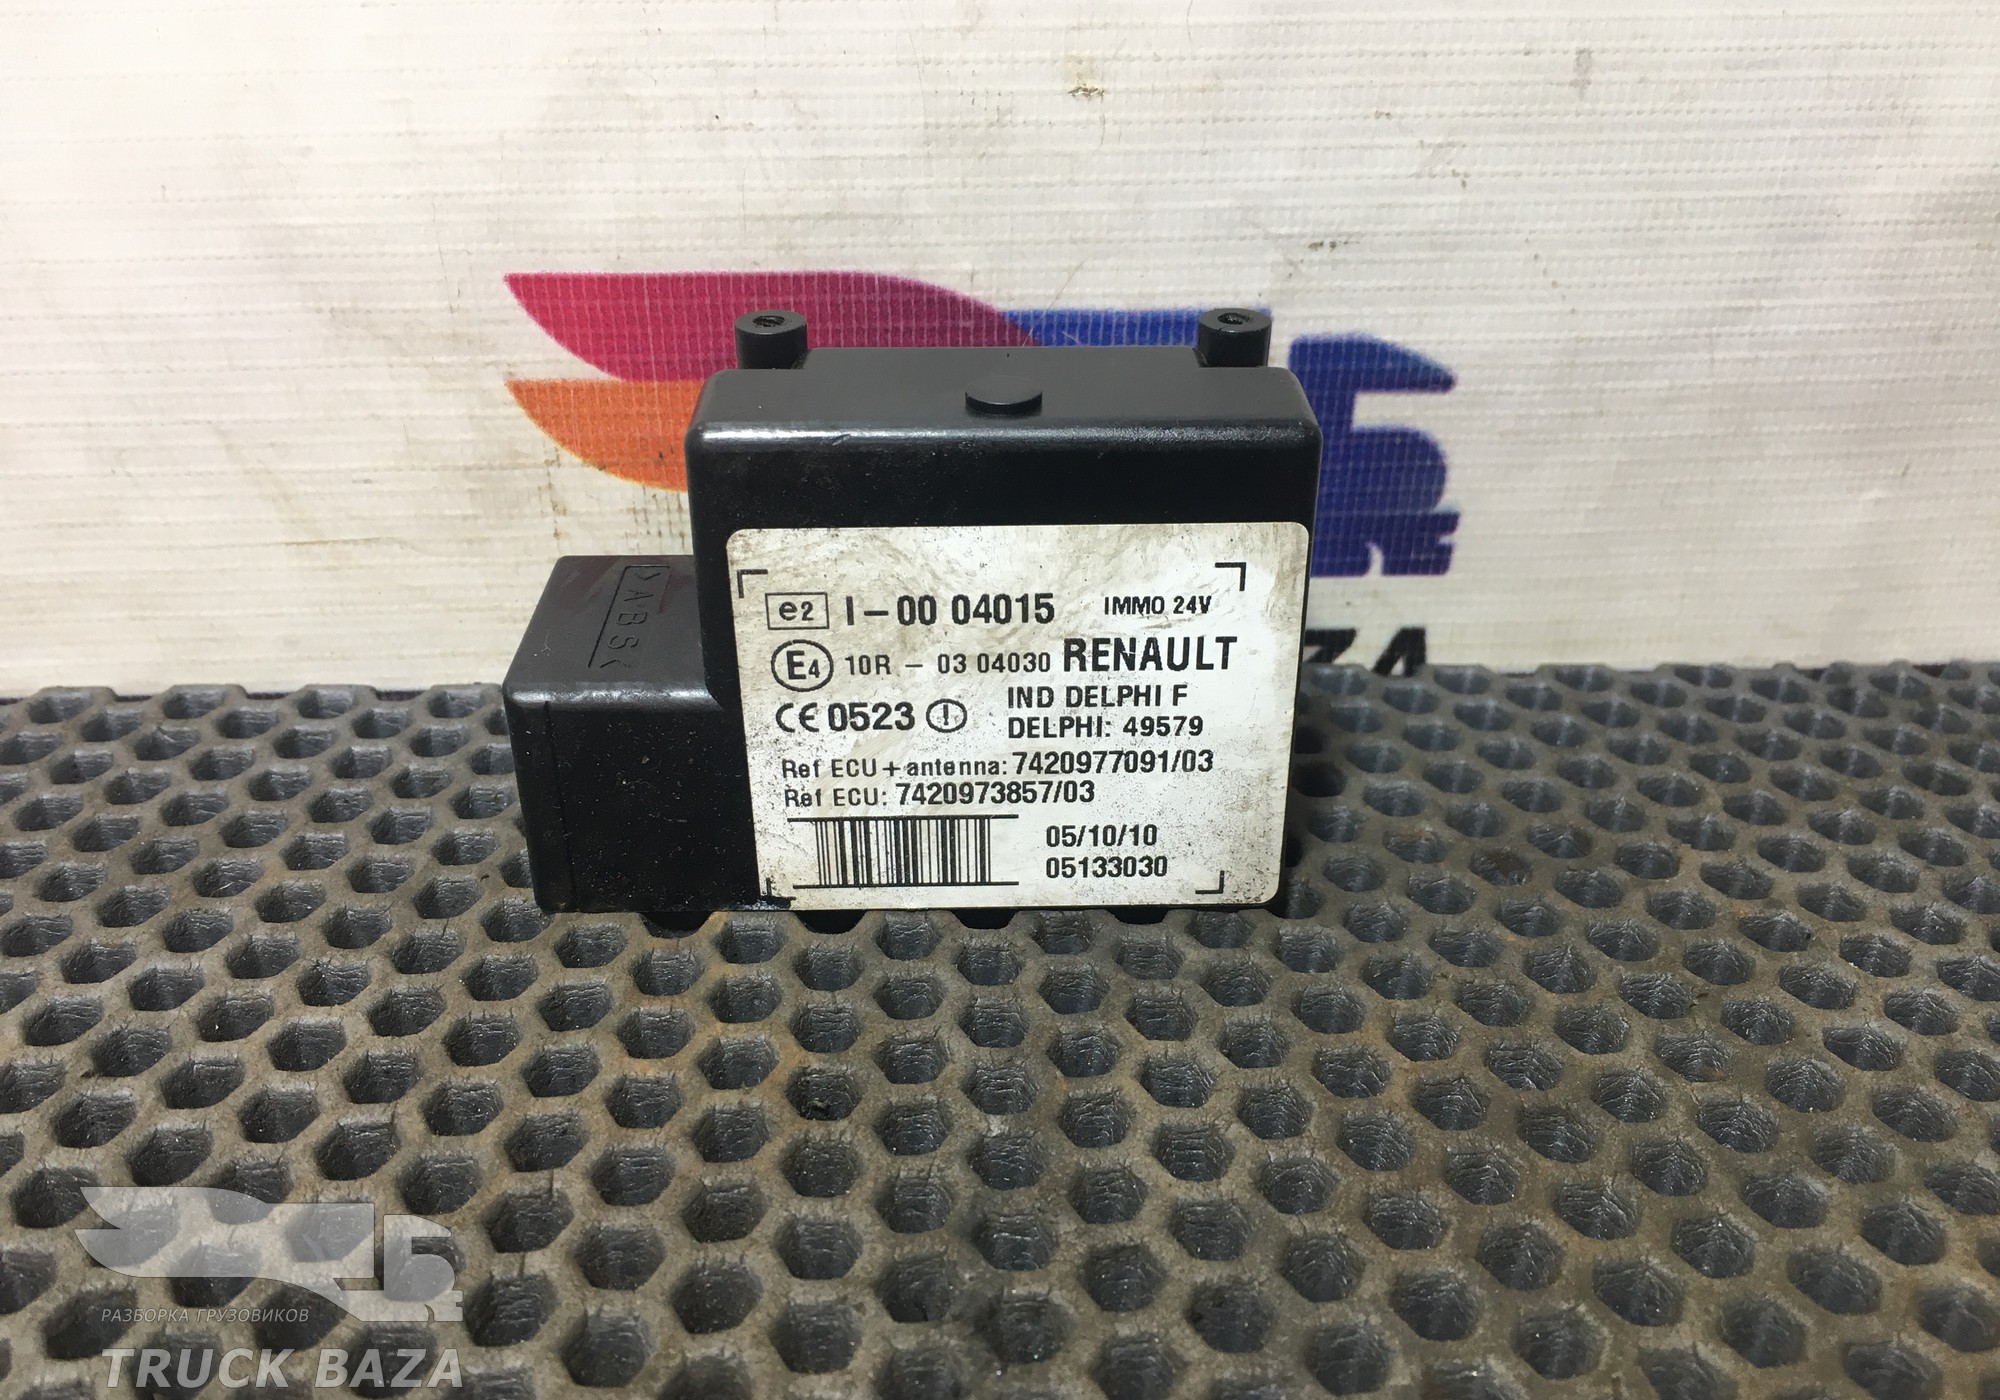 >ABS<
e2 I-00 04015 IMMO 24V
E4 10R - 03 04030 RENAULT
IND DELPHI F
CE 0523 DELPHI: 49579
Ref ECU+antenna: 7420977091/03
Ref ECU: 7420973857/03
05/10/10
05133030
РАЗБОРКА ГРУЗОВИКОВ
TRUCK BAZA